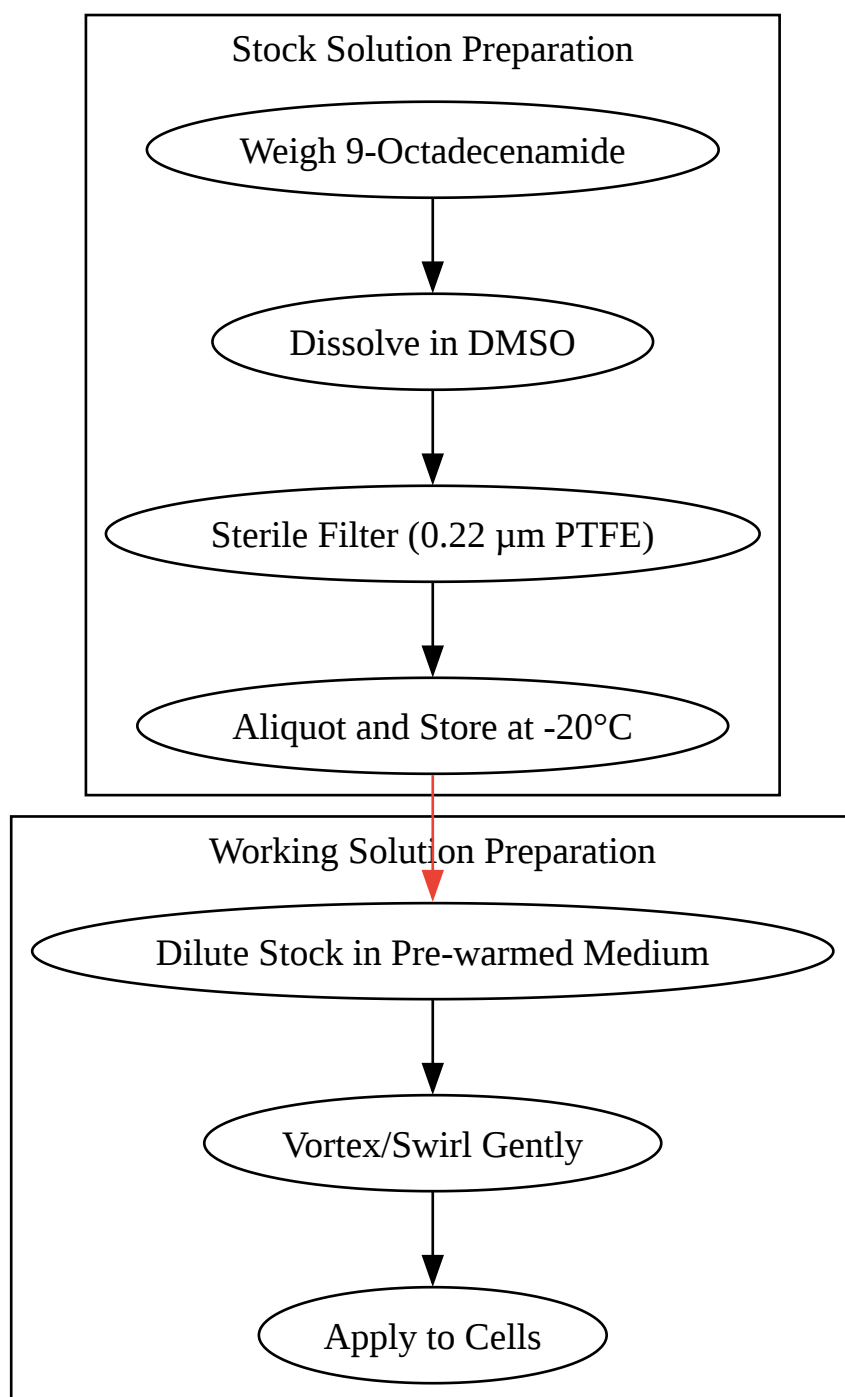 Stock Solution Preparation
Weigh 9-Octadecenamide
Dissolve in DMSO
Sterile Filter (0.22 µm PTFE)
Aliquot and Store at -20°C
Working Solution Preparation
Dilute Stock in Pre-warmed Medium
Vortex/Swirl Gently
Apply to Cells